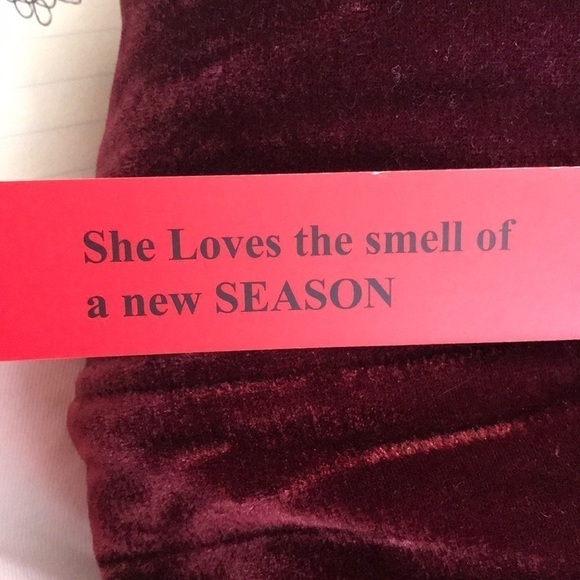 She Loves the smell of
a new SEASON